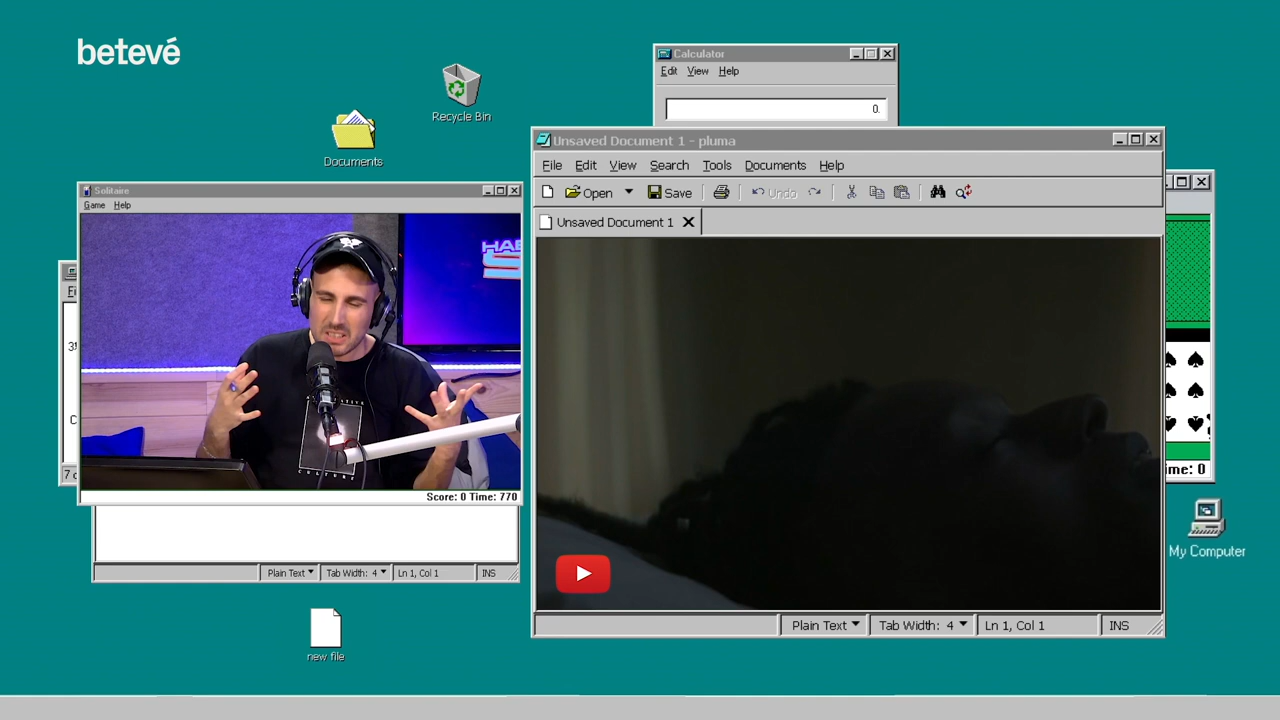 betevé
Recycle Bin
Documents
Calculator
Edit View Help
0.
Unsaved Document 1 - pluma
File Edit View Search Tools Documents Help
Open Save Undo
Unsaved Document 1
Solitaire
Game Help
HAB
CULTURE
Score: 0 Time: 770
7 c
Plain Text Tab Width: 4 Ln 1, Col 1 INS
Plain Text Tab Width: 4 Ln 1, Col 1 INS
ime: 0
My Computer
new file